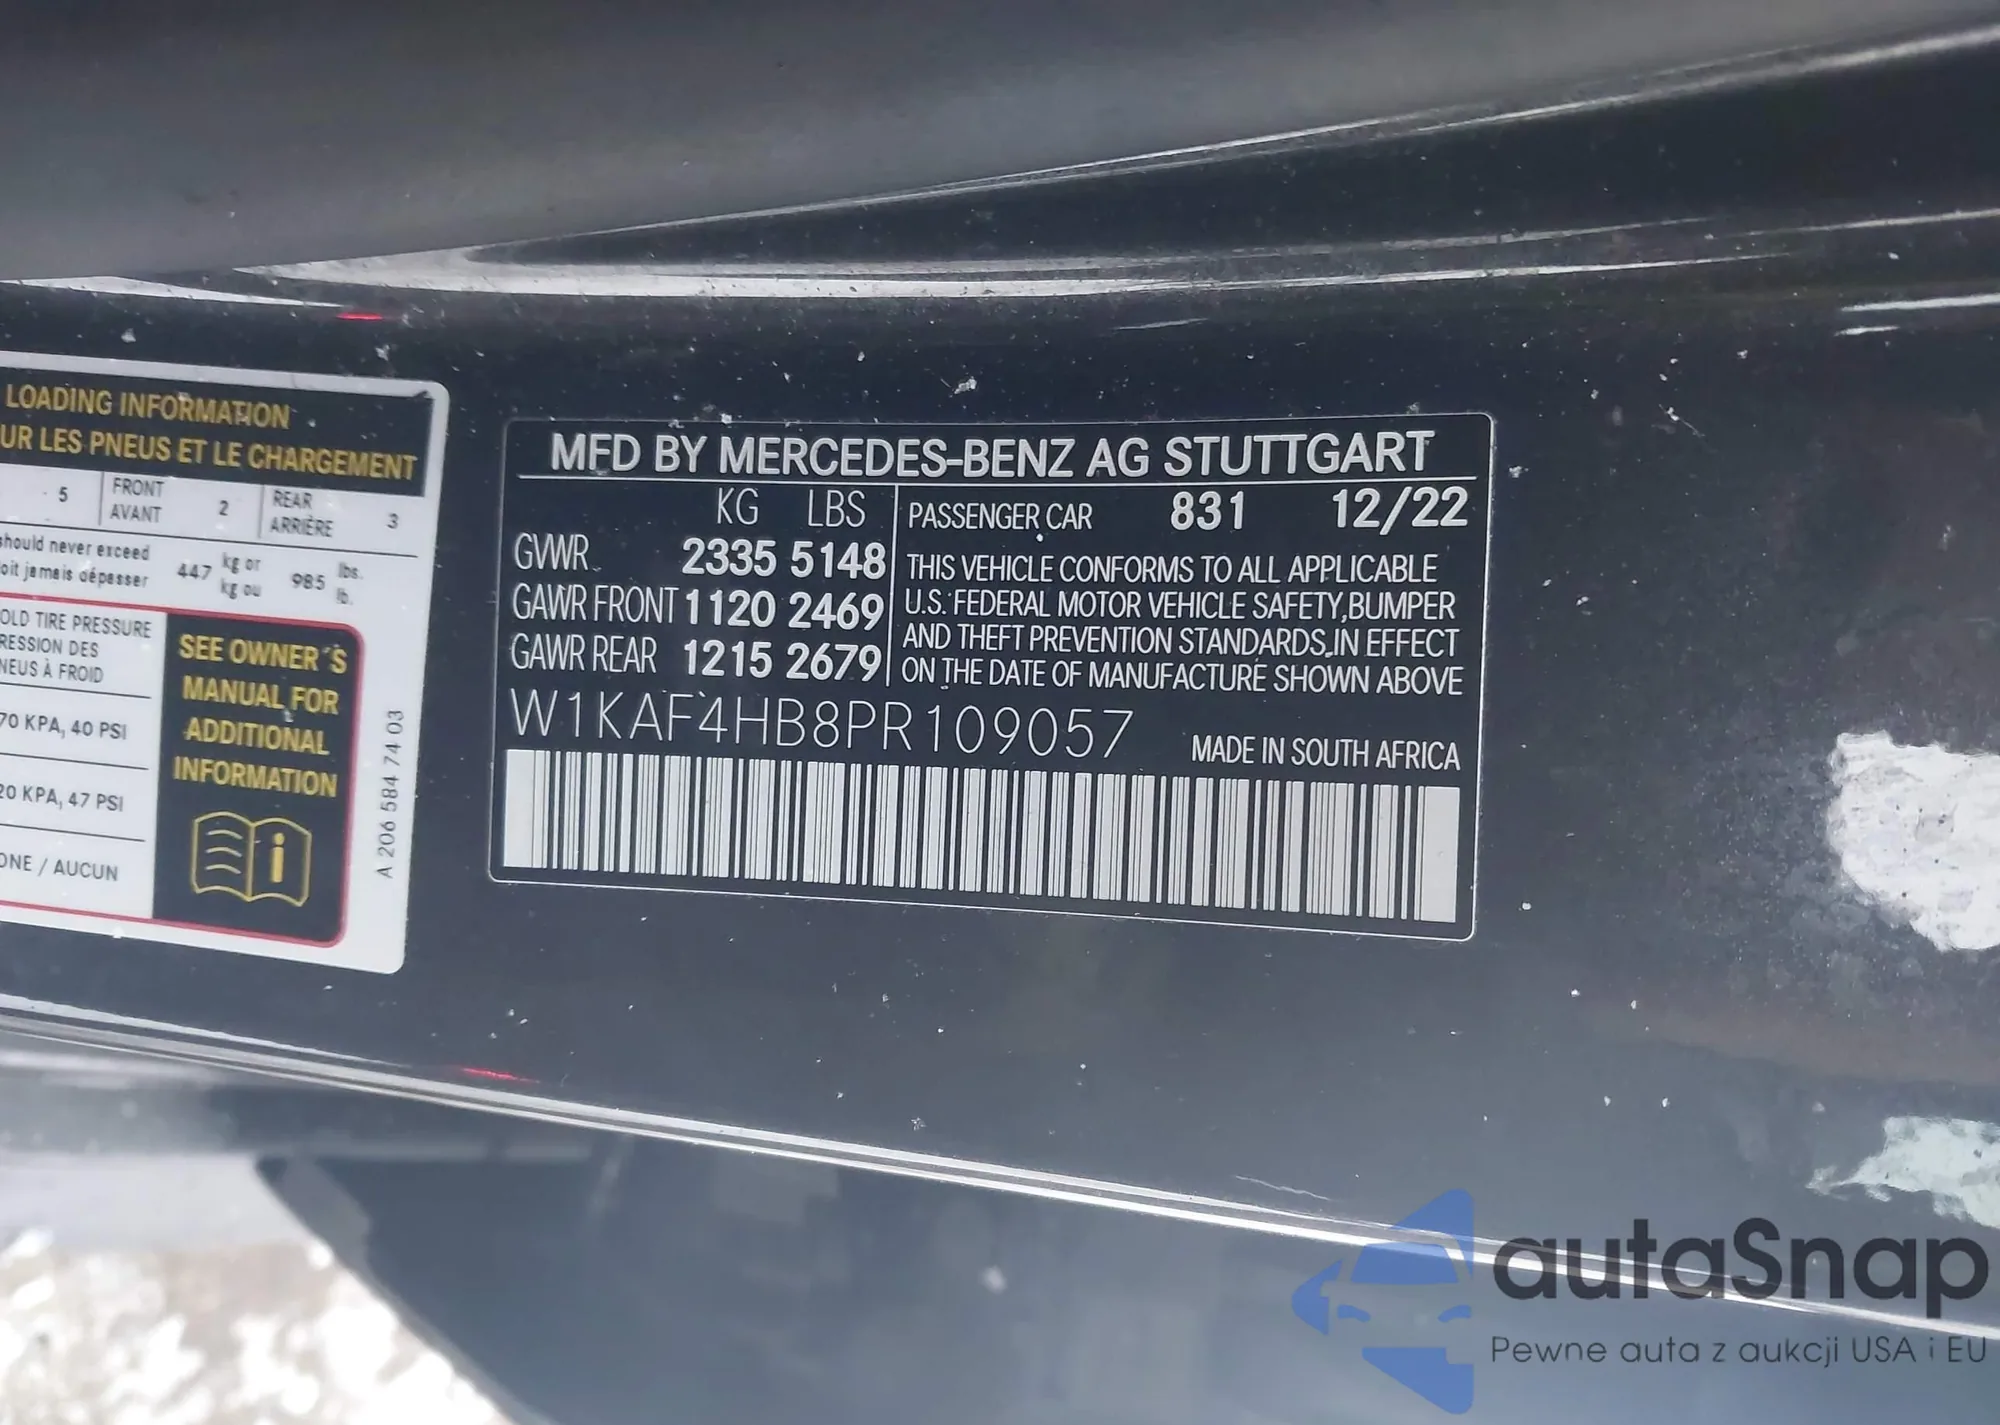 LOADING INFORMATION
UR LES PNEUS ET LE CHARGEMENT
5 FRONT 2 REAR 3
AVANT ARRIÈRE
should never exceed 447 kg or 985 lbs.
oit jamais dépasser kg ou lb.
OLD TIRE PRESSURE
RESSION DES
NEUS À FROID
70 KPA, 40 PSI
20 KPA, 47 PSI
ONE / AUCUN
SEE OWNER´S
MANUAL FOR
ADDITIONAL
INFORMATION
A 206 584 74 03
MFD BY MERCEDES-BENZ AG STUTTGART
KG LBS
GVWR 2335 5148
GAWR FRONT 1120 2469
GAWR REAR 1215 2679
PASSENGER CAR 831 12/22
THIS VEHICLE CONFORMS TO ALL APPLICABLE
U.S. FEDERAL MOTOR VEHICLE SAFETY,BUMPER
AND THEFT PREVENTION STANDARDS,IN EFFECT
ON THE DATE OF MANUFACTURE SHOWN ABOVE
W1KAF4HB8PR109057
MADE IN SOUTH AFRICA
autaSnap
Pewne auta z aukcji USA i EU